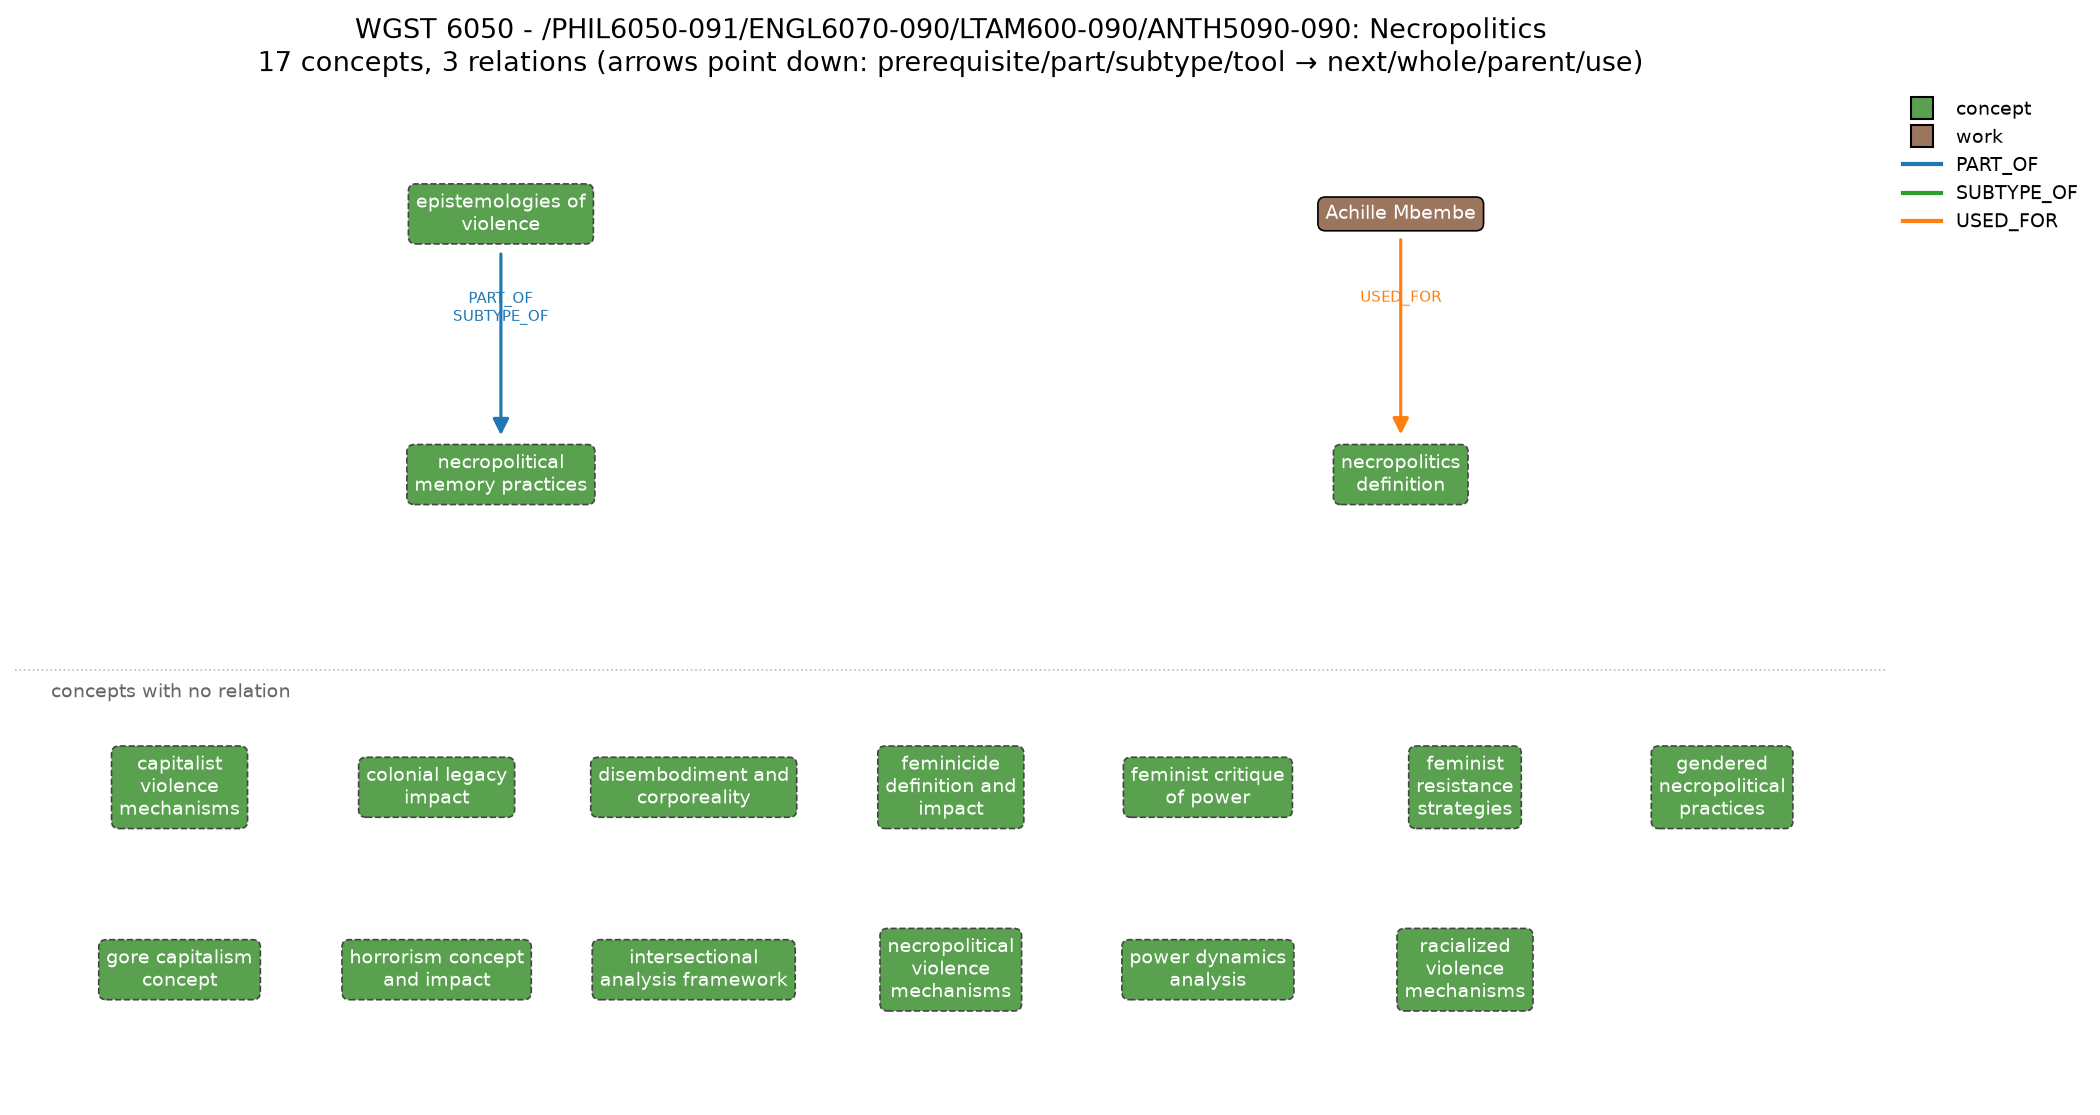 WGST 6050 - /PHIL6050-091/ENGL6070-090/LTAM600-090/ANTH5090-090: Necropolitics
17 concepts, 3 relations (arrows point down: prerequisite/part/subtype/tool → next/whole/parent/use)
concept
work
PART_OF
SUBTYPE_OF
USED_FOR
epistemologies of
violence
Achille Mbembe
PART_OF
SUBTYPE_OF
USED_FOR
necropolitical
memory practices
necropolitics
definition
concepts with no relation
capitalist
violence
mechanisms
colonial legacy
impact
disembodiment and
corporeality
feminicide
definition and
impact
feminist critique
of power
feminist
resistance
strategies
gendered
necropolitical
practices
gore capitalism
concept
horrorism concept
and impact
intersectional
analysis framework
necropolitical
violence
mechanisms
power dynamics
analysis
racialized
violence
mechanisms